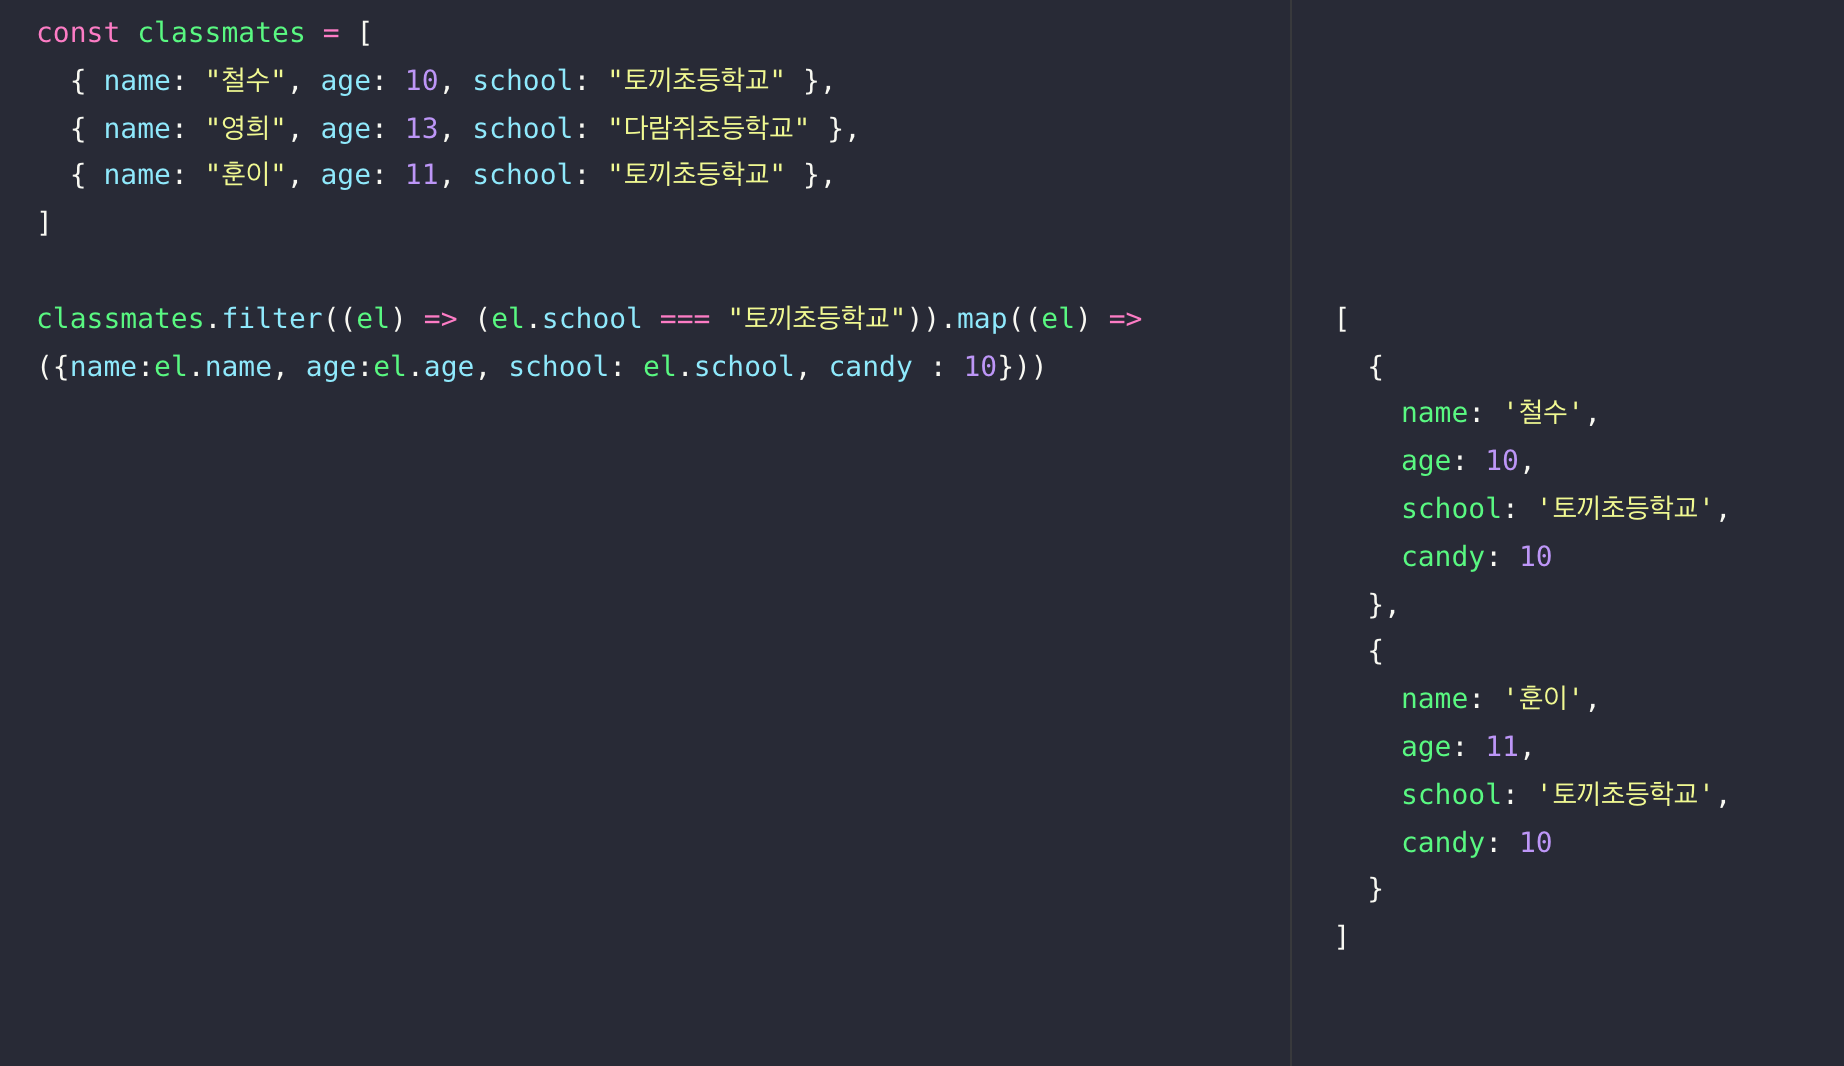 const classmates = [
  { name: "철수", age: 10, school: "토끼초등학교" },
  { name: "영희", age: 13, school: "다람쥐초등학교" },
  { name: "훈이", age: 11, school: "토끼초등학교" },
]
classmates.filter((el) => (el.school === "토끼초등학교")).map((el) =>
({name:el.name, age:el.age, school: el.school, candy : 10}))
[
  {
    name: '철수',
    age: 10,
    school: '토끼초등학교',
    candy: 10
  },
  {
    name: '훈이',
    age: 11,
    school: '토끼초등학교',
    candy: 10
  }
]